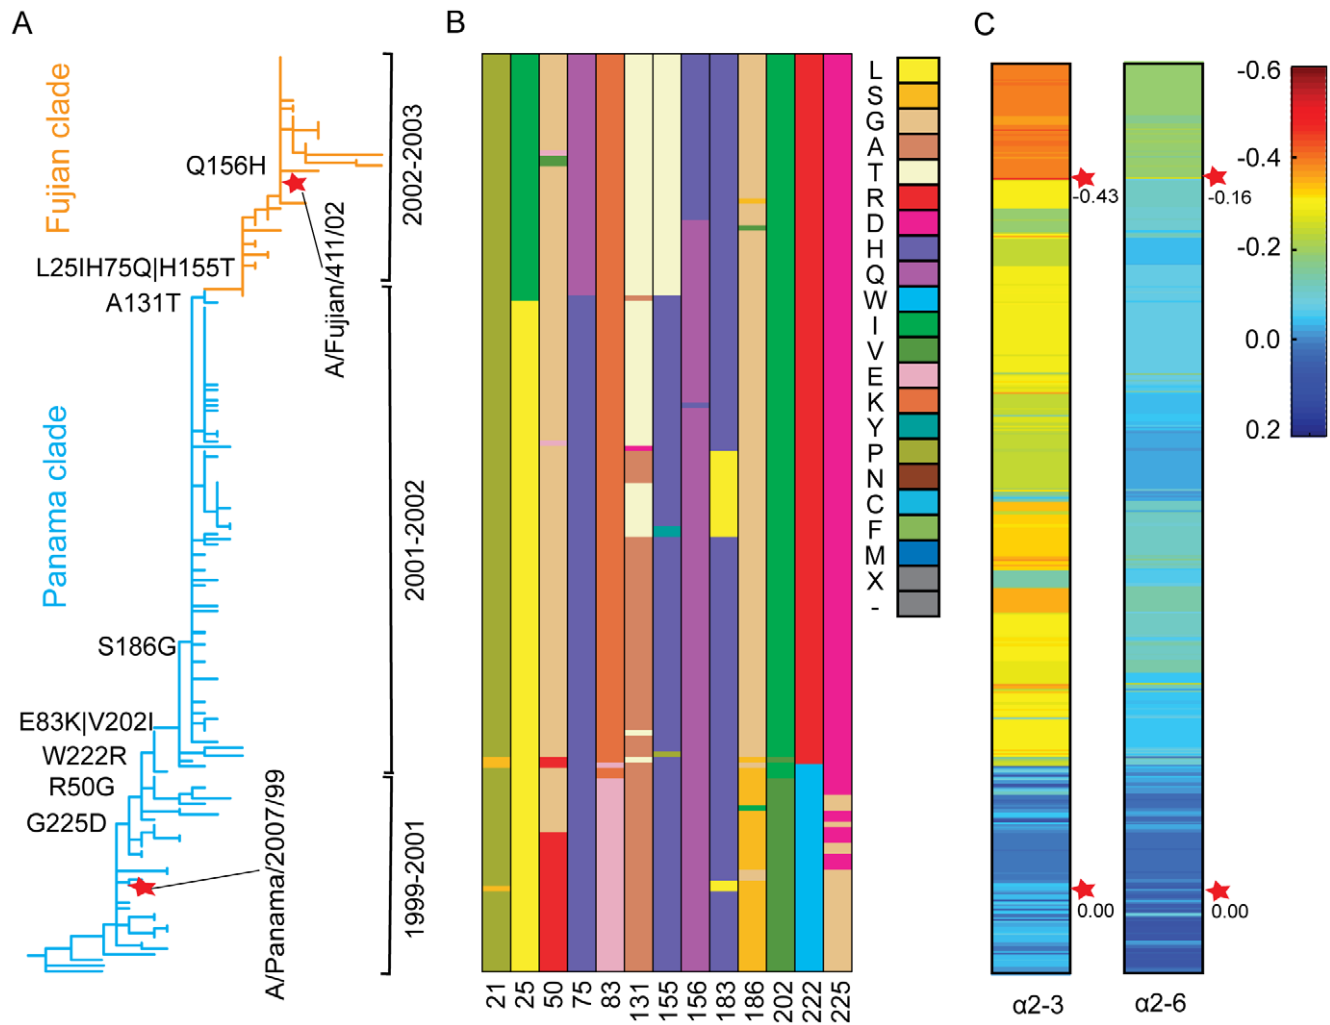 A
B
C
Fujian clade
Panama clade
Q156H
L25I|H75Q|H155T
A131T
S186G
E83K|V202I
W222R
R50G
G225D
A/Fujian/411/02
A/Panama/2007/99
2002-2003
2001-2002
1999-2001
L
S
G
A
T
R
D
H
Q
W
I
V
E
K
Y
P
N
C
F
M
X
-
21
25
50
75
83
131
155
156
183
186
202
222
225
-0.43
-0.16
0.00
0.00
α2-3
α2-6
-0.6
-0.4
-0.2
0.0
0.2